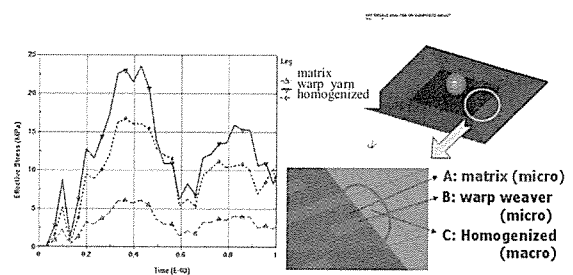 25
20
15
10
5
0
0 0.2 0.4 0.6 0.8 1
Effective Stress (MPa)
Time (E-03)
Leg
matrix
warp yarn
homogenized
A: matrix (micro)
B: warp weaver
(micro)
C: Homogenized
(macro)